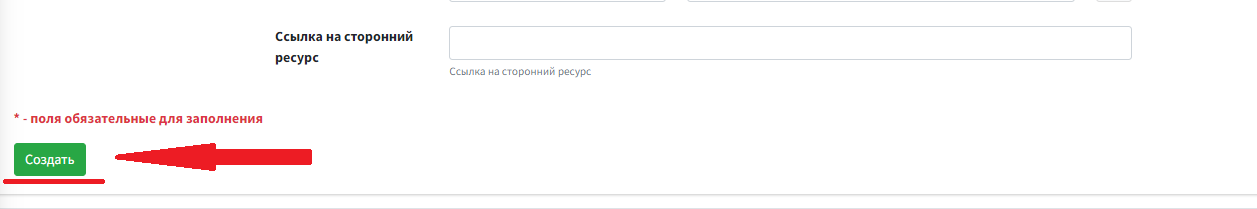 Ссылка на сторонний
ресурс
Ссылка на сторонний ресурс
* - поля обязательные для заполнения
Создать